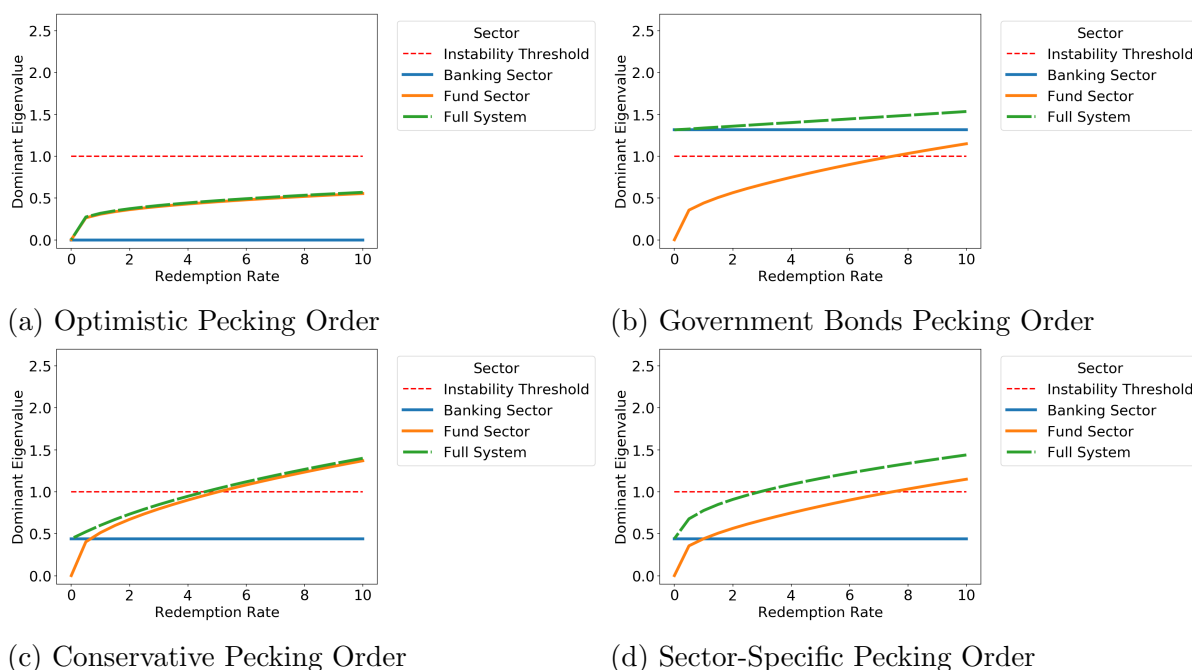 2.5
2.0
1.5
1.0
0.5
0.0
Dominant Eigenvalue
0 2 4 6 8 10
Redemption Rate
Sector
Instability Threshold
Banking Sector
Fund Sector
Full System
(a) Optimistic Pecking Order
2.5
2.0
1.5
1.0
0.5
0.0
Dominant Eigenvalue
0 2 4 6 8 10
Redemption Rate
Sector
Instability Threshold
Banking Sector
Fund Sector
Full System
(b) Government Bonds Pecking Order
2.5
2.0
1.5
1.0
0.5
0.0
Dominant Eigenvalue
0 2 4 6 8 10
Redemption Rate
Sector
Instability Threshold
Banking Sector
Fund Sector
Full System
(c) Conservative Pecking Order
2.5
2.0
1.5
1.0
0.5
0.0
Dominant Eigenvalue
0 2 4 6 8 10
Redemption Rate
Sector
Instability Threshold
Banking Sector
Fund Sector
Full System
(d) Sector-Specific Pecking Order